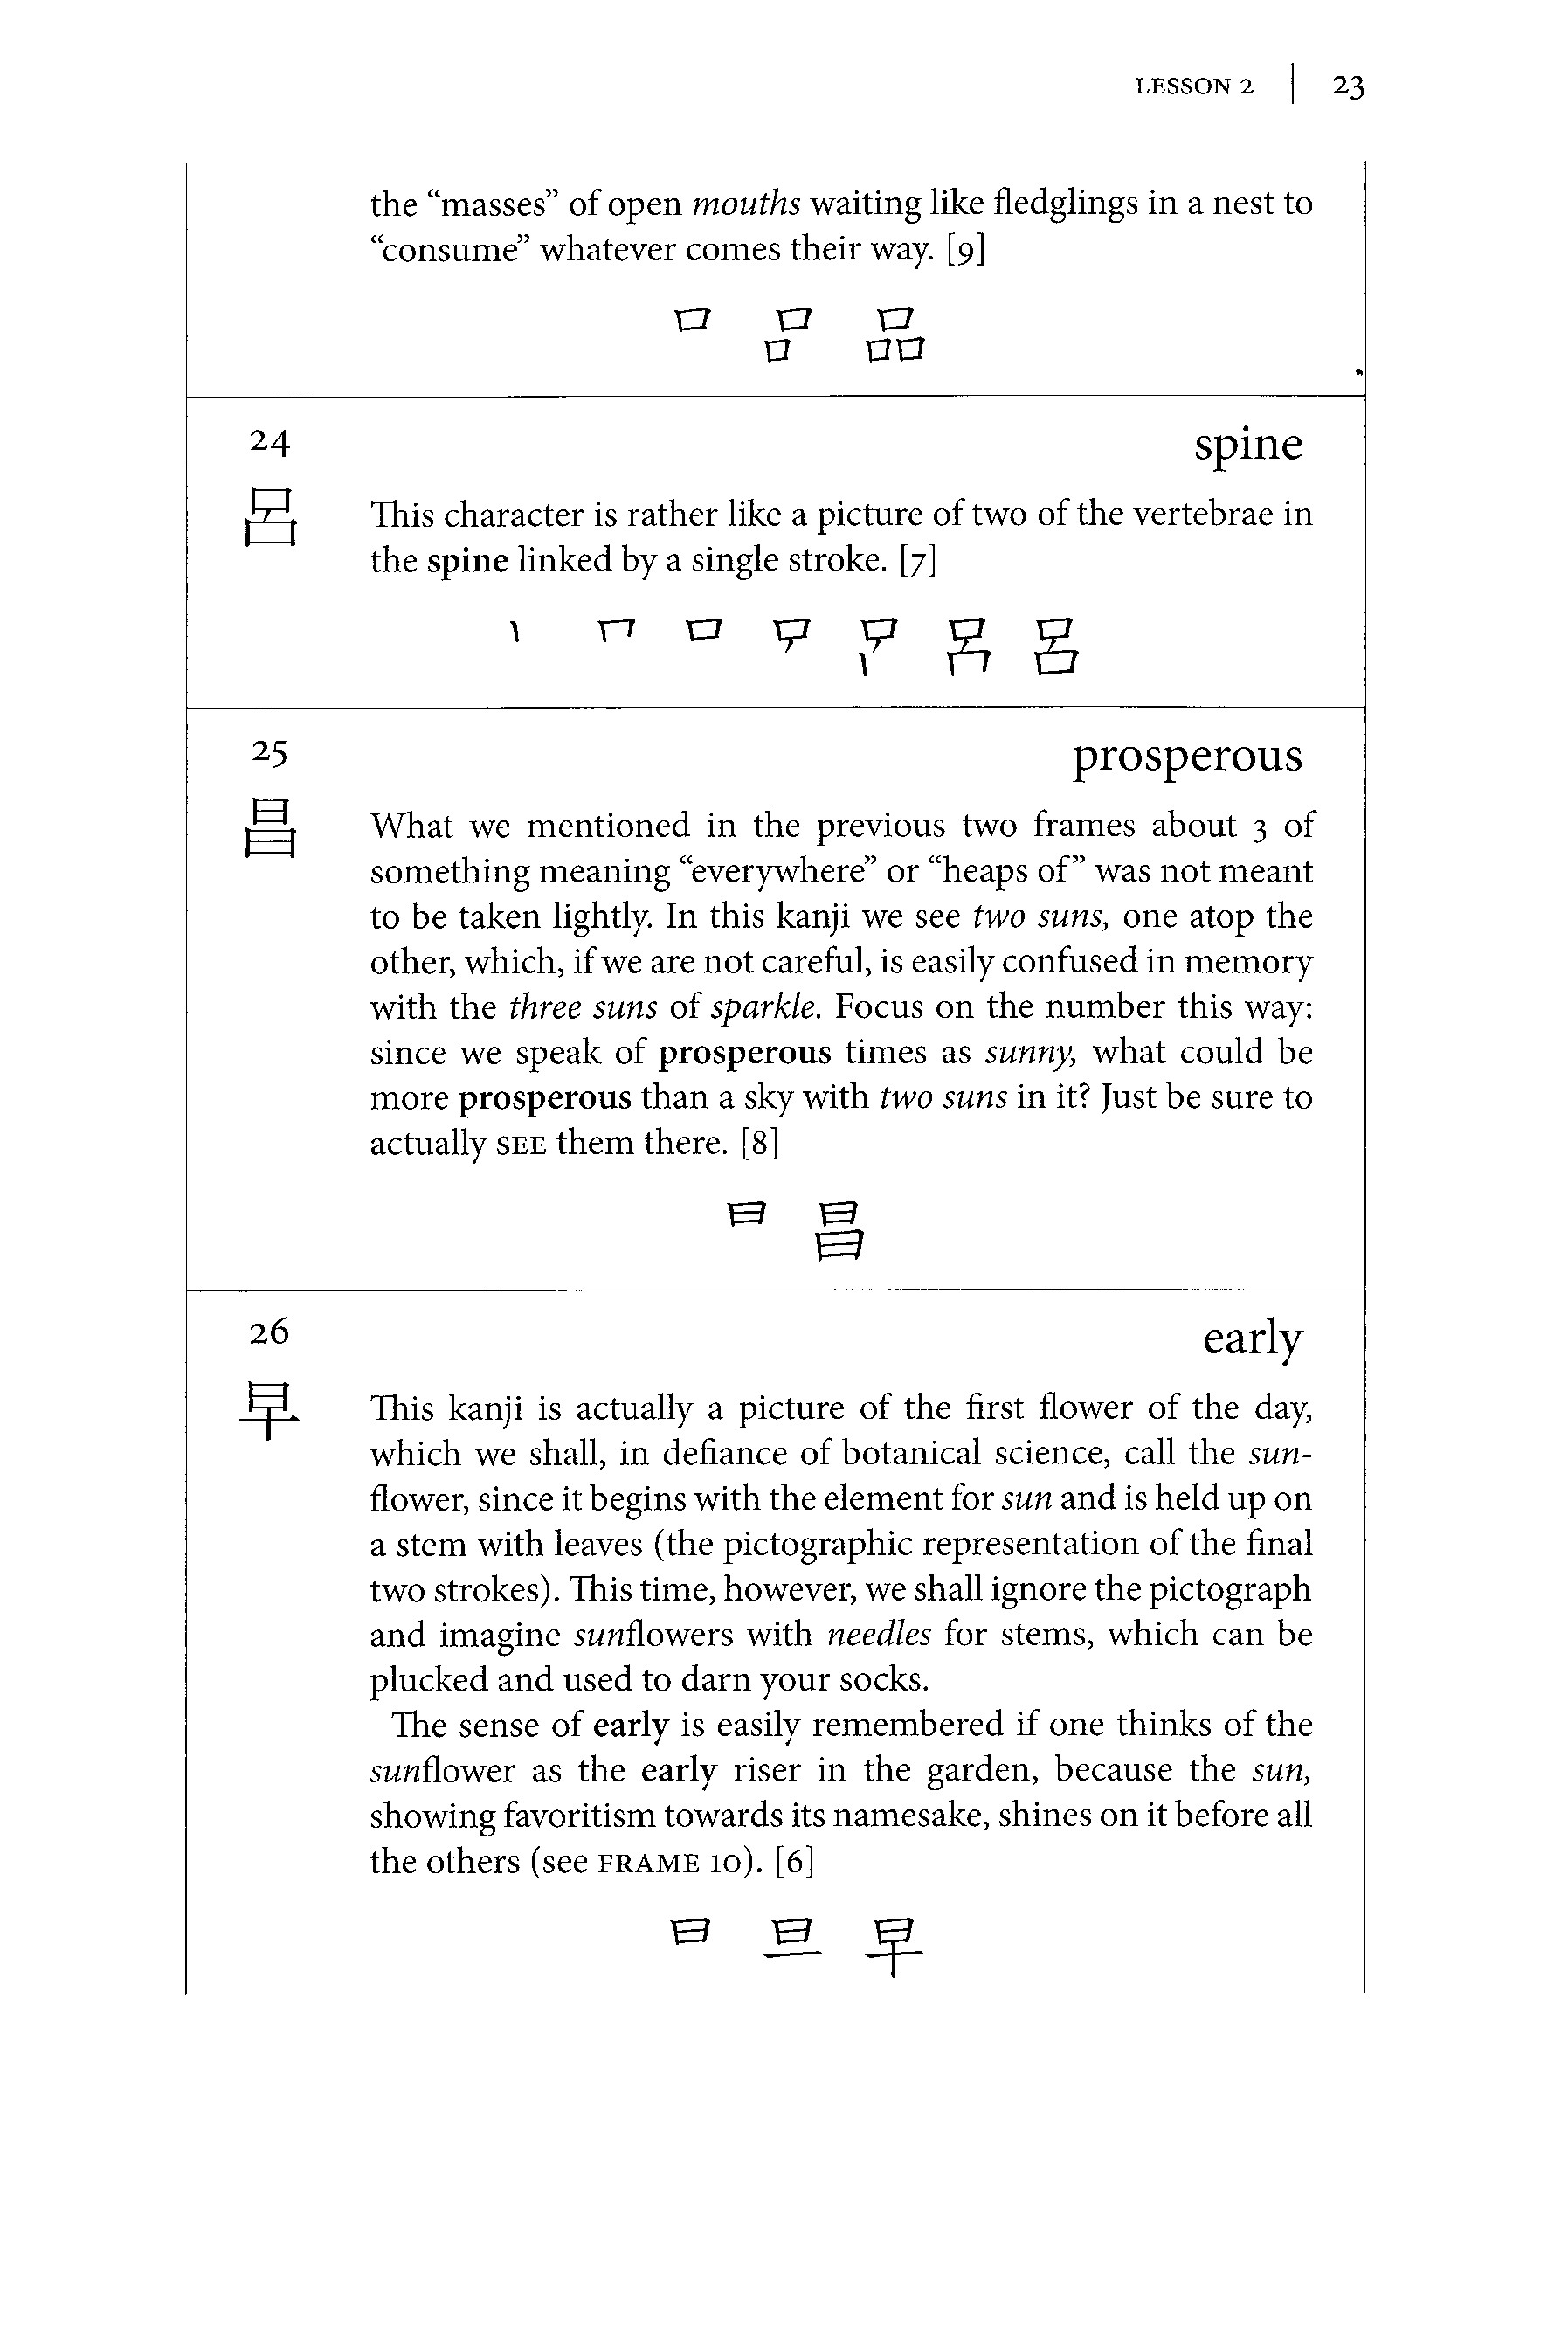 LESSON 2 | 23
the “masses” of open mouths waiting like fledglings in a nest to
“consume” whatever comes their way. [9]
口 品
24 spine
呂
This character is rather like a picture of two of the vertebrae in
the spine linked by a single stroke. [7]
口 呂
25 prosperous
昌
What we mentioned in the previous two frames about 3 of
something meaning “everywhere” or “heaps of” was not meant
to be taken lightly. In this kanji we see two suns, one atop the
other, which, if we are not careful, is easily confused in memory
with the three suns of sparkle. Focus on the number this way:
since we speak of prosperous times as sunny, what could be
more prosperous than a sky with two suns in it? Just be sure to
actually SEE them there. [8]
日 昌
26 early
早
This kanji is actually a picture of the first flower of the day,
which we shall, in defiance of botanical science, call the sun-
flower, since it begins with the element for sun and is held up on
a stem with leaves (the pictographic representation of the final
two strokes). This time, however, we shall ignore the pictograph
and imagine sunflowers with needles for stems, which can be
plucked and used to darn your socks.
The sense of early is easily remembered if one thinks of the
sunflower as the early riser in the garden, because the sun,
showing favoritism towards its namesake, shines on it before all
the others (see FRAME 10). [6]
日 旦 早